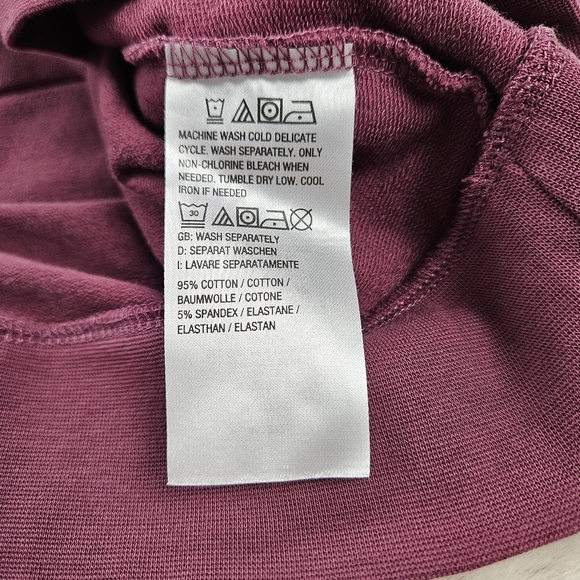 MACHINE WASH COLD DELICATE
CYCLE. WASH SEPARATELY. ONLY
NON-CHLORINE BLEACH WHEN
NEEDED. TUMBLE DRY LOW. COOL
IRON IF NEEDED
30
GB: WASH SEPARATELY
D: SEPARAT WASCHEN
I: LAVARE SEPARATAMENTE
95% COTTON / COTTON /
BAUMWOLLE / COTONE
5% SPANDEX / ELASTANE /
ELASTHAN / ELASTAN